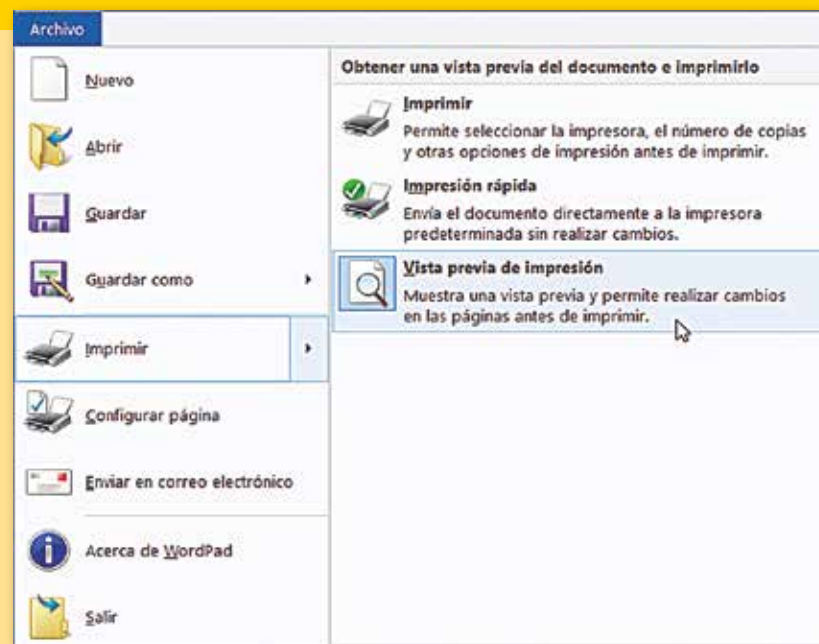 Archivo
Nuevo
Abrir
Guardar
Guardar como
Imprimir
Configurar página
Enviar en correo electrónico
Acerca de WordPad
Salir
Obtener una vista previa del documento e imprimirlo
Imprimir
Permite seleccionar la impresora, el número de copias
y otras opciones de impresión antes de imprimir.
Impresión rápida
Envía el documento directamente a la impresora
predeterminada sin realizar cambios.
Vista previa de impresión
Muestra una vista previa y permite realizar cambios
en las páginas antes de imprimir.